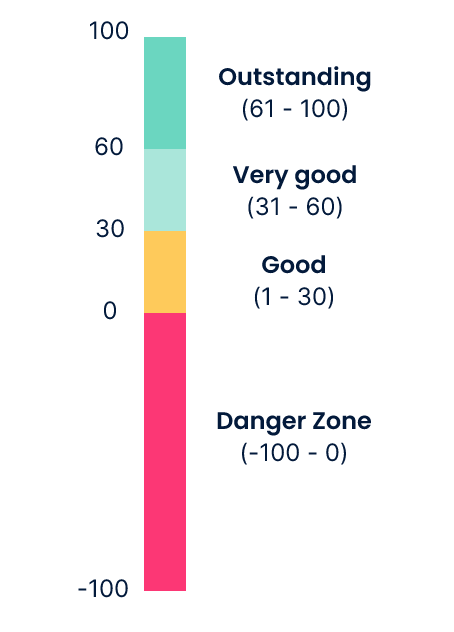 100
Outstanding
(61 - 100)
60
Very good
(31 - 60)
30
Good
(1 - 30)
0
Danger Zone
(-100 - 0)
-100